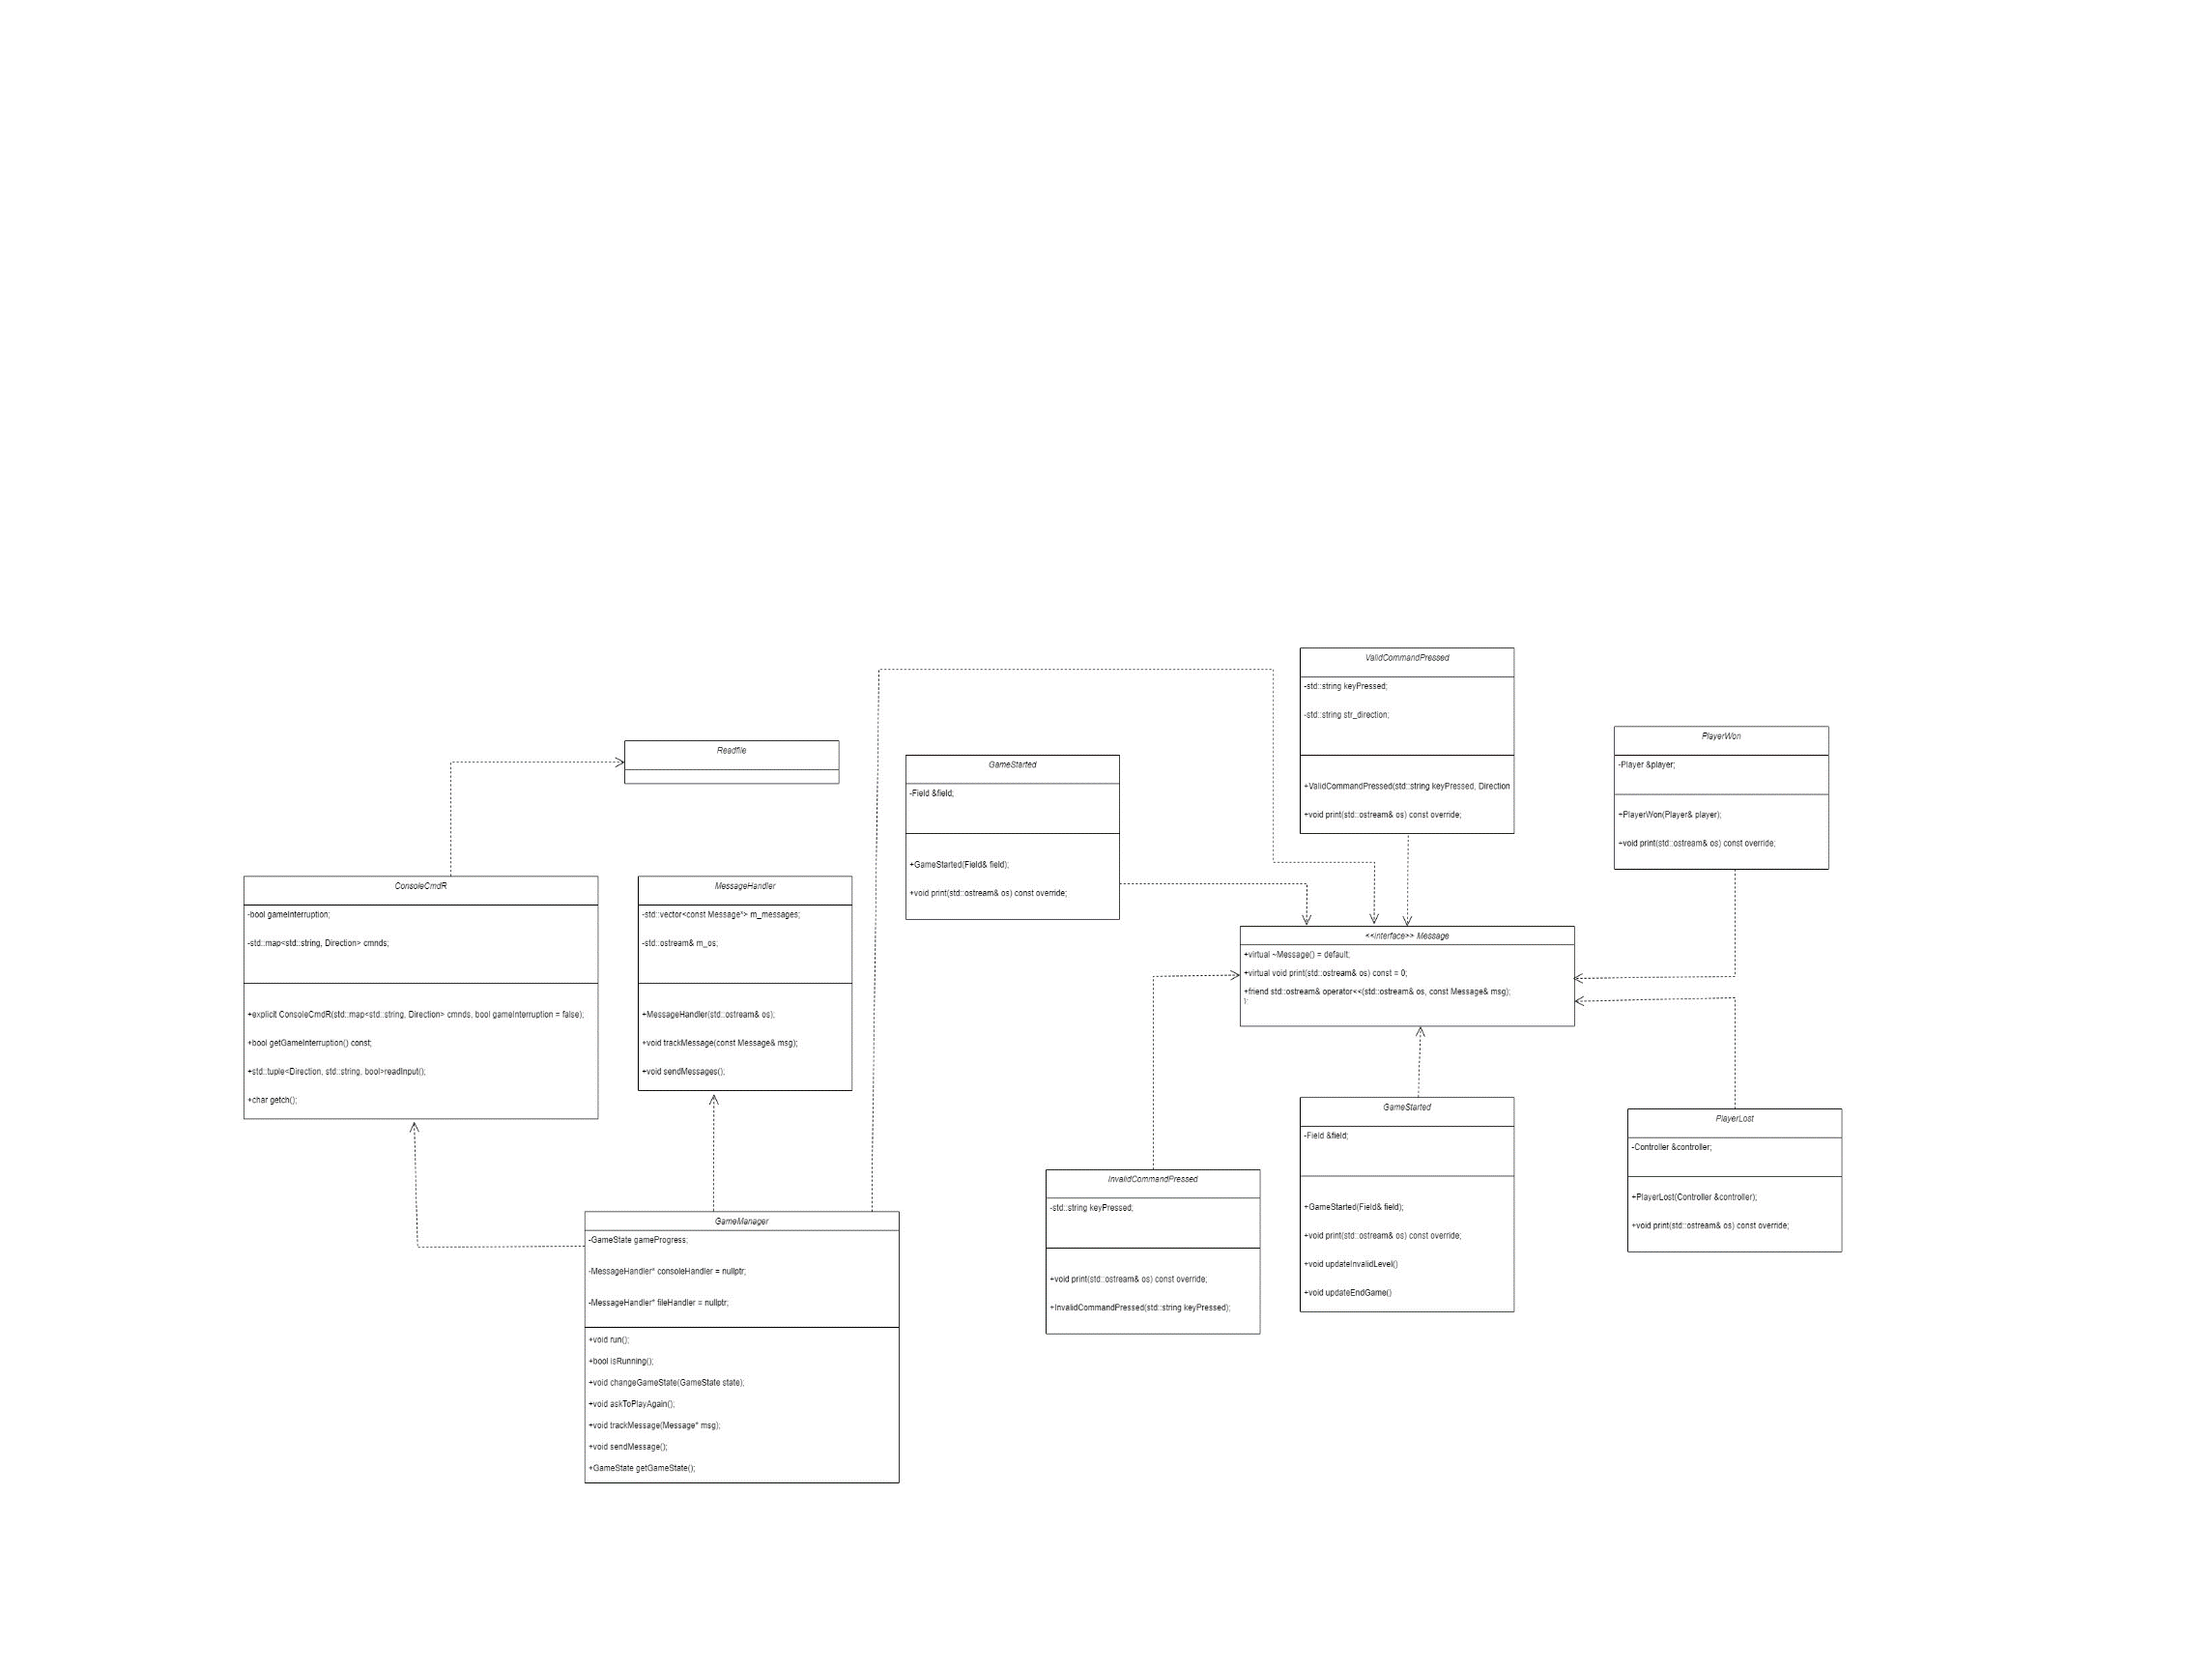 ValidCommandPressed
-std::string keyPressed;
-std::string str_direction;
+ValidCommandPressed(std::string keyPressed, Direction
+void print(std::ostream& os) const override;
PlayerWon
-Player &player;
+PlayerWon(Player& player);
+void print(std::ostream& os) const override;
Readfile
GameStarted
-Field &field;
+GameStarted(Field& field);
+void print(std::ostream& os) const override;
ConsoleCmdR
-bool gameInterruption;
-std::map<std::string, Direction> cmnds;
+explicit ConsoleCmdR(std::map<std::string, Direction> cmnds, bool gameInterruption = false);
+bool getGameInterruption() const;
+std::tuple<Direction, std::string, bool>readInput();
+char getch();
MessageHandler
-std::vector<const Message*> m_messages;
-std::ostream& m_os;
+MessageHandler(std::ostream& os);
+void trackMessage(const Message& msg);
+void sendMessages();
<<interface>> Message
+virtual ~Message() = default;
+virtual void print(std::ostream& os) const = 0;
+friend std::ostream& operator<<(std::ostream& os, const Message& msg);
};
GameStarted
-Field &field;
+GameStarted(Field& field);
+void print(std::ostream& os) const override;
+void updateInvalidLevel()
+void updateEndGame()
PlayerLost
-Controller &controller;
+PlayerLost(Controller &controller);
+void print(std::ostream& os) const override;
InvalidCommandPressed
-std::string keyPressed;
+void print(std::ostream& os) const override;
+InvalidCommandPressed(std::string keyPressed);
GameManager
-GameState gameProgress;
-MessageHandler* consoleHandler = nullptr;
-MessageHandler* fileHandler = nullptr;
+void run();
+bool isRunning();
+void changeGameState(GameState state);
+void askToPlayAgain();
+void trackMessage(Message* msg);
+void sendMessage();
+GameState getGameState();